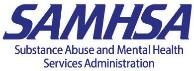 SAMHSA
Substance Abuse and Mental Health
Services Administration